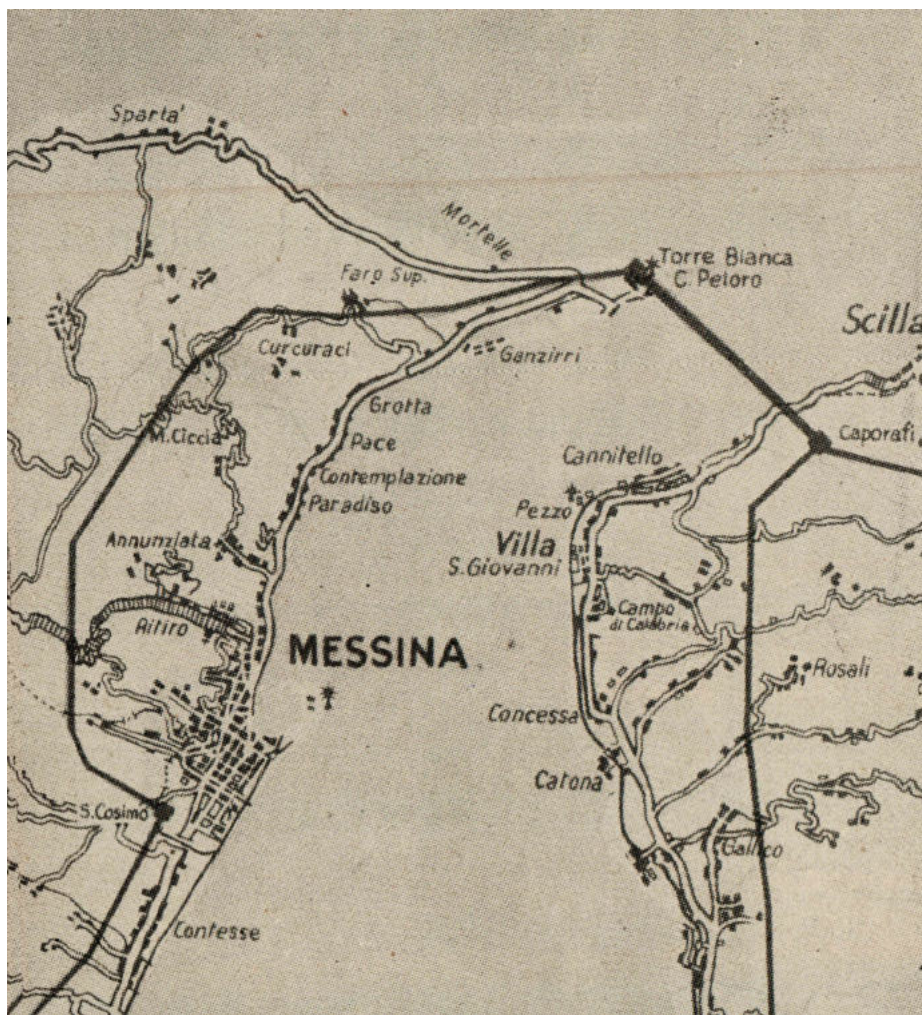 Sparta'
Mortelle
Torre Bianca
C. Peloro
Faro Sup.
Scilla
Curcuraci
Ganzirri
Grotta
M. Ciccia
Pace
Caporafi
Cannitello
Contemplazione
Paradiso
Pezzo
Annunziata
Villa
S. Giovanni
Ritiro
Campo
di Calabria
MESSINA
Rosali
Concessa
Catona
S. Cosimo
Gallico
Contesse